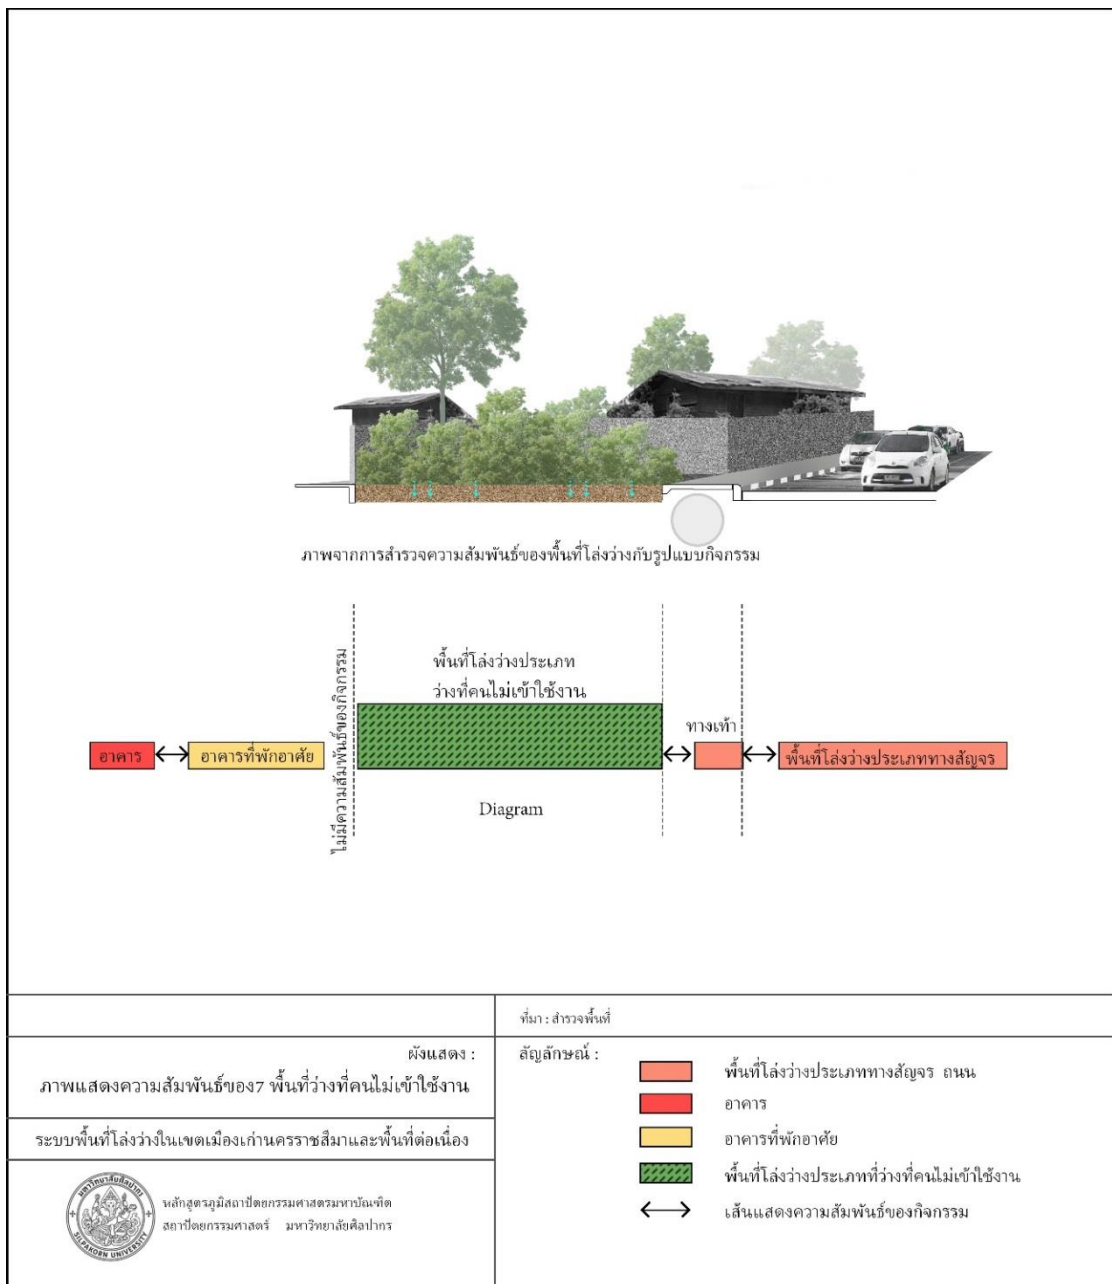 ภาพจากการสำรวจความสัมพันธ์ของพื้นที่โล่งว่างกับรูปแบบกิจกรรม
ไม่มีความสัมพันธ์ของกิจกรรม
พื้นที่โล่งว่างประเภท
ว่างที่คนไม่เข้าใช้งาน
ทางเท้า
อาคาร
อาคารที่พักอาศัย
พื้นที่โล่งว่างประเภททางสัญจร
Diagram
ที่มา : สำรวจพื้นที่
ผังแสดง :
ภาพแสดงความสัมพันธ์ของ7 พื้นที่ว่างที่คนไม่เข้าใช้งาน
ระบบพื้นที่โล่งว่างในเขตเมืองเก่านครราชสีมาและพื้นที่ต่อเนื่อง
มหาวิทยาลัยศิลปากร
SILPAKORN UNIVERSITY
หลักสูตรภูมิสถาปัตยกรรมศาสตรมหาบัณฑิต
สถาปัตยกรรมศาสตร์ มหาวิทยาลัยศิลปากร
สัญลักษณ์ :
พื้นที่โล่งว่างประเภททางสัญจร ถนน
อาคาร
อาคารที่พักอาศัย
พื้นที่โล่งว่างประเภทที่ว่างที่คนไม่เข้าใช้งาน
เส้นแสดงความสัมพันธ์ของกิจกรรม